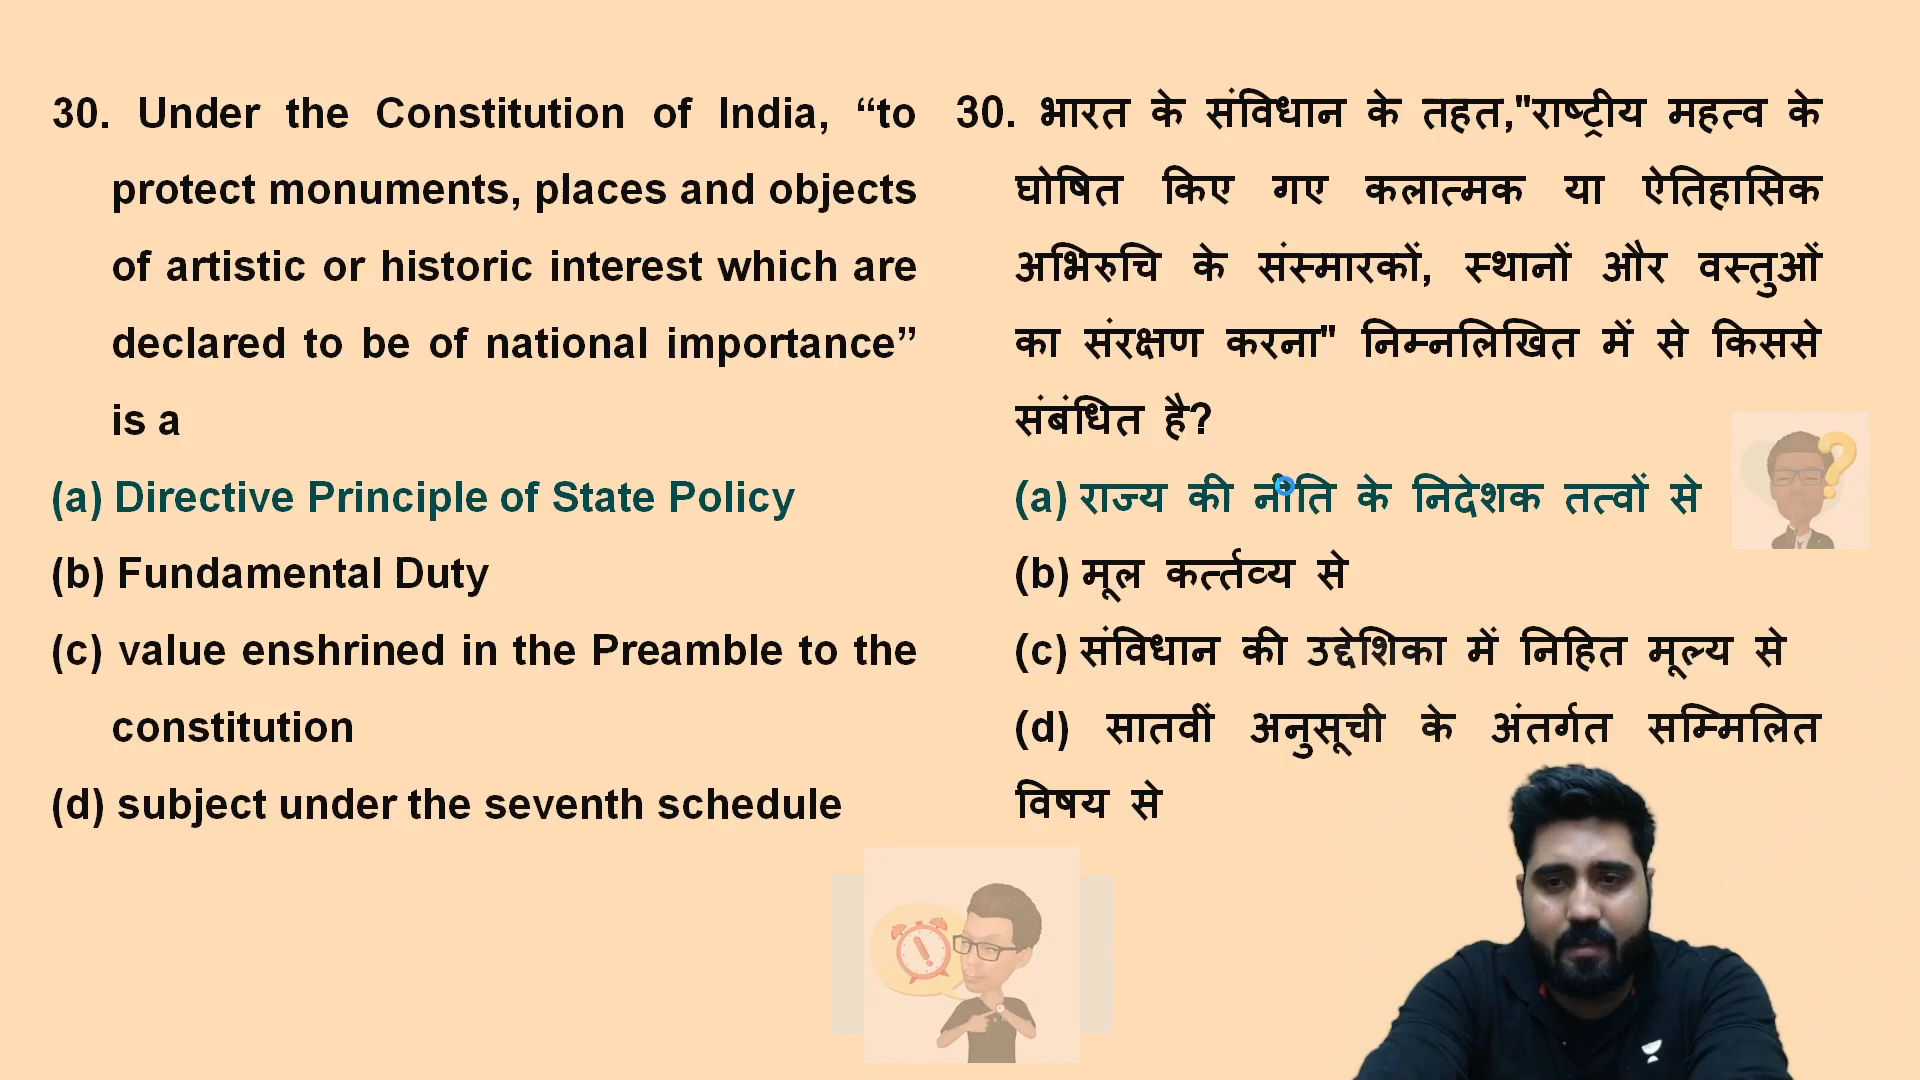 30. Under the Constitution of India, “to
protect monuments, places and objects
of artistic or historic interest which are
declared to be of national importance”
is a
(a) Directive Principle of State Policy
(b) Fundamental Duty
(c) value enshrined in the Preamble to the
constitution
(d) subject under the seventh schedule
30. भारत के संविधान के तहत,"राष्ट्रीय महत्व के
घोषित किए गए कलात्मक या ऐतिहासिक
अभिरुचि के संस्मारकों, स्थानों और वस्तुओं
का संरक्षण करना" निम्नलिखित में से किससे
संबंधित है?
(a) राज्य की नीति के निदेशक तत्वों से
(b) मूल कर्त्तव्य से
(c) संविधान की उद्देशिका में निहित मूल्य से
(d) सातवीं अनुसूची के अंतर्गत सम्मिलित
विषय से